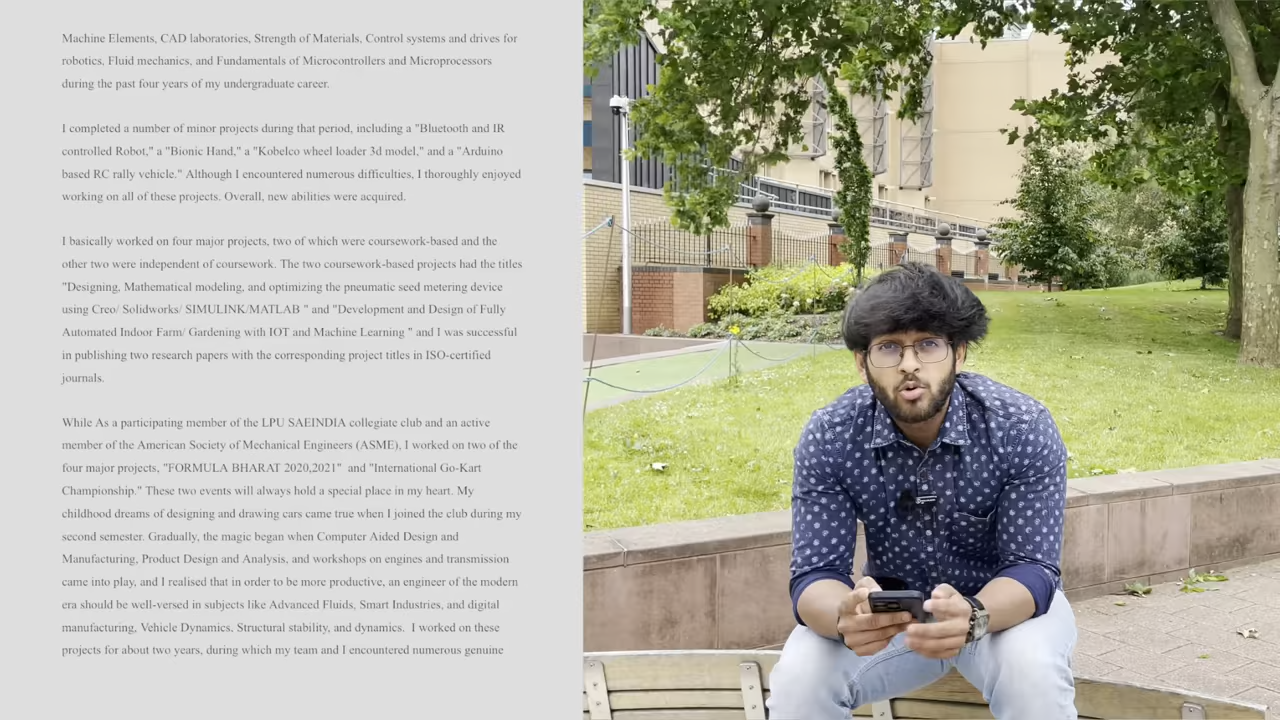 Machine Elements, CAD laboratories, Strength of Materials, Control systems and drives for
robotics, Fluid mechanics, and Fundamentals of Microcontrollers and Microprocessors
during the past four years of my undergraduate career.
I completed a number of minor projects during that period, including a "Bluetooth and IR
controlled Robot," a "Bionic Hand," a "Kobelco wheel loader 3d model," and a "Arduino
based RC rally vehicle." Although I encountered numerous difficulties, I thoroughly enjoyed
working on all of these projects. Overall, new abilities were acquired.
I basically worked on four major projects, two of which were coursework-based and the
other two were independent of coursework. The two coursework-based projects had the titles
"Designing, Mathematical modeling, and optimizing the pneumatic seed metering device
using Creo/ Solidworks/ SIMULINK/MATLAB " and "Development and Design of Fully
Automated Indoor Farm/ Gardening with IOT and Machine Learning " and I was successful
in publishing two research papers with the corresponding project titles in ISO-certified
journals.
While As a participating member of the LPU SAEINDIA collegiate club and an active
member of the American Society of Mechanical Engineers (ASME), I worked on two of the
four major projects, "FORMULA BHARAT 2020,2021" and "International Go-Kart
Championship." These two events will always hold a special place in my heart. My
childhood dreams of designing and drawing cars came true when I joined the club during my
second semester. Gradually, the magic began when Computer Aided Design and
Manufacturing, Product Design and Analysis, and workshops on engines and transmission
came into play, and I realised that in order to be more productive, an engineer of the modern
era should be well-versed in subjects like Advanced Fluids, Smart Industries, and digital
manufacturing, Vehicle Dynamics, Structural stability, and dynamics. I worked on these
projects for about two years, during which my team and I encountered numerous genuine